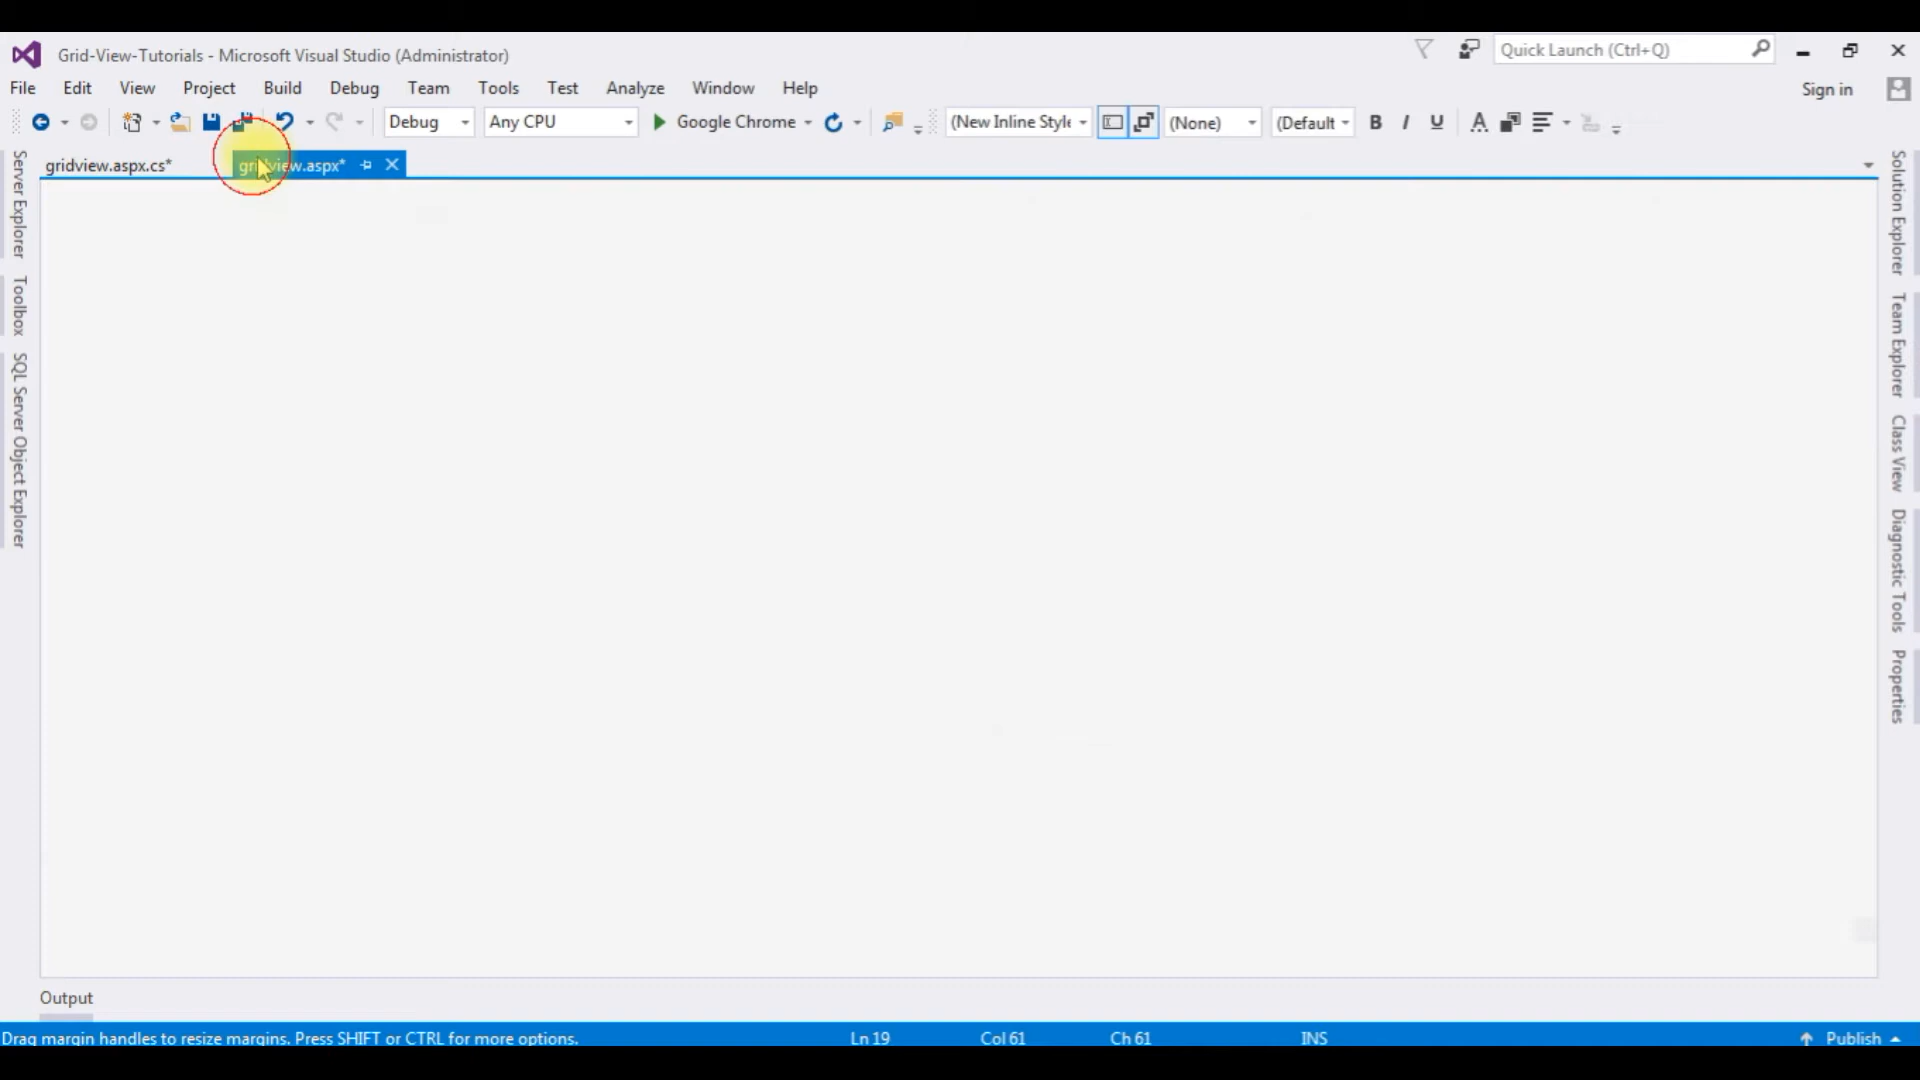 Grid-View-Tutorials - Microsoft Visual Studio (Administrator)
Quick Launch (Ctrl+Q)
File Edit View Project Build Debug Team Tools Test Analyze Window Help
Sign in
Debug Any CPU Google Chrome (New Inline Style (None) (Default B I U A
gridview.aspx.cs* gridview.aspx*
Server Explorer
Toolbox
SQL Server Object Explorer
Solution Explorer
Team Explorer
Class View
Diagnostic Tools
Properties
Output
Drag margin handles to resize margins. Press SHIFT or CTRL for more options. Ln 19 Col 61 Ch 61 INS Publish